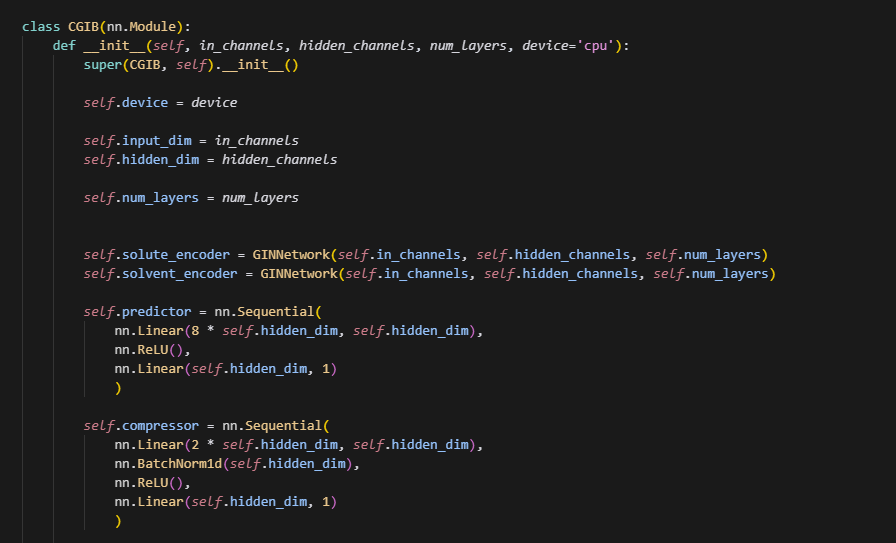 class CGIB(nn.Module):
    def __init__(self, in_channels, hidden_channels, num_layers, device='cpu'):
        super(CGIB, self).__init__()
        self.device = device
        self.input_dim = in_channels
        self.hidden_dim = hidden_channels
        self.num_layers = num_layers
        self.solute_encoder = GINNetwork(self.in_channels, self.hidden_channels, self.num_layers)
        self.solvent_encoder = GINNetwork(self.in_channels, self.hidden_channels, self.num_layers)
        self.predictor = nn.Sequential(
            nn.Linear(8 * self.hidden_dim, self.hidden_dim),
            nn.ReLU(),
            nn.Linear(self.hidden_dim, 1)
            )
        self.compressor = nn.Sequential(
            nn.Linear(2 * self.hidden_dim, self.hidden_dim),
            nn.BatchNorm1d(self.hidden_dim),
            nn.ReLU(),
            nn.Linear(self.hidden_dim, 1)
            )